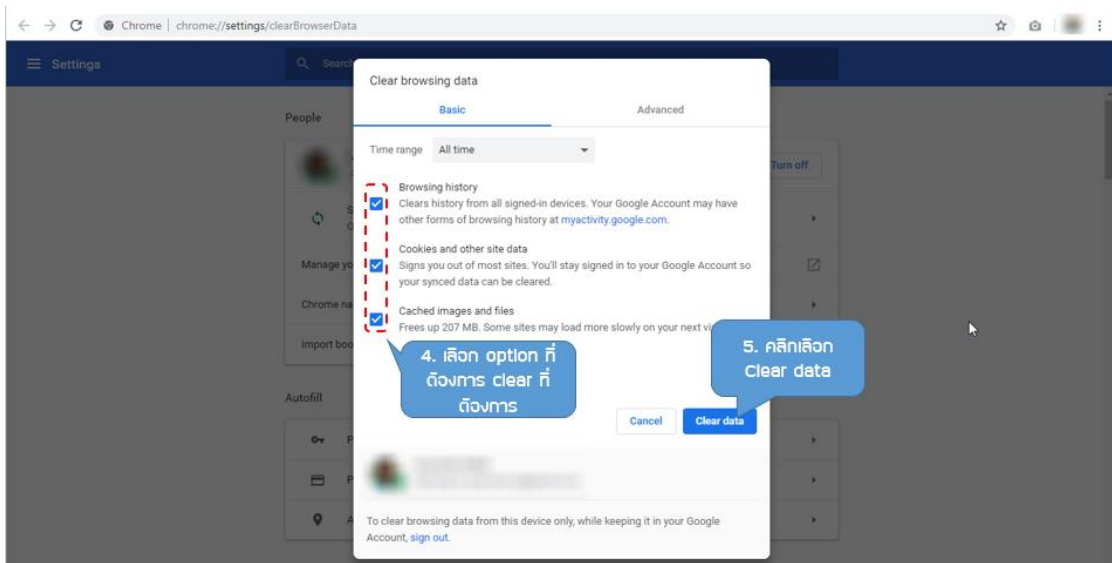 Chrome | chrome://settings/clearBrowserData
Settings
Search
Clear browsing data
Basic
Advanced
People
Time range
All time
Turn off
Browsing history
Clears history from all signed-in devices. Your Google Account may have
other forms of browsing history at myactivity.google.com.
Cookies and other site data
Manage yo
Signs you out of most sites. You'll stay signed in to your Google Account so
your synced data can be cleared.
Chrome na
Cached images and files
Frees up 207 MB. Some sites may load more slowly on your next vi
Import boo
4. เลือก option ที่
ต้องการ clear ที่
ต้องการ
5. คลิกเลือก
Clear data
Autofill
Cancel
Clear data
P
P
A
To clear browsing data from this device only, while keeping it in your Google
Account, sign out.